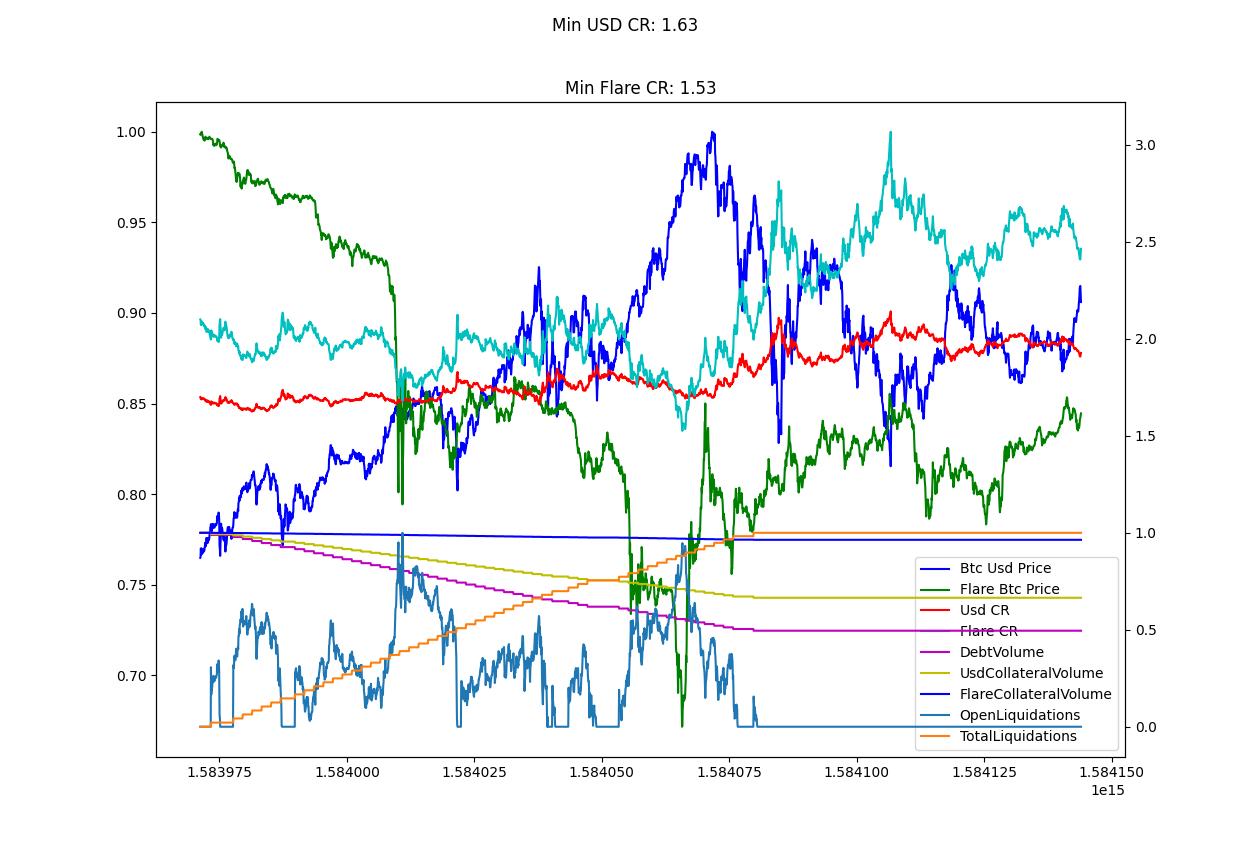 Min USD CR: 1.63
Min Flare CR: 1.53
1.00
0.95
0.90
0.85
0.80
0.75
0.70
3.0
2.5
2.0
1.5
1.0
0.5
0.0
Btc Usd Price
Flare Btc Price
Usd CR
Flare CR
DebtVolume
UsdCollateralVolume
FlareCollateralVolume
OpenLiquidations
TotalLiquidations
1.583975 1.584000 1.584025 1.584050 1.584075 1.584100 1.584125 1.584150
1e15